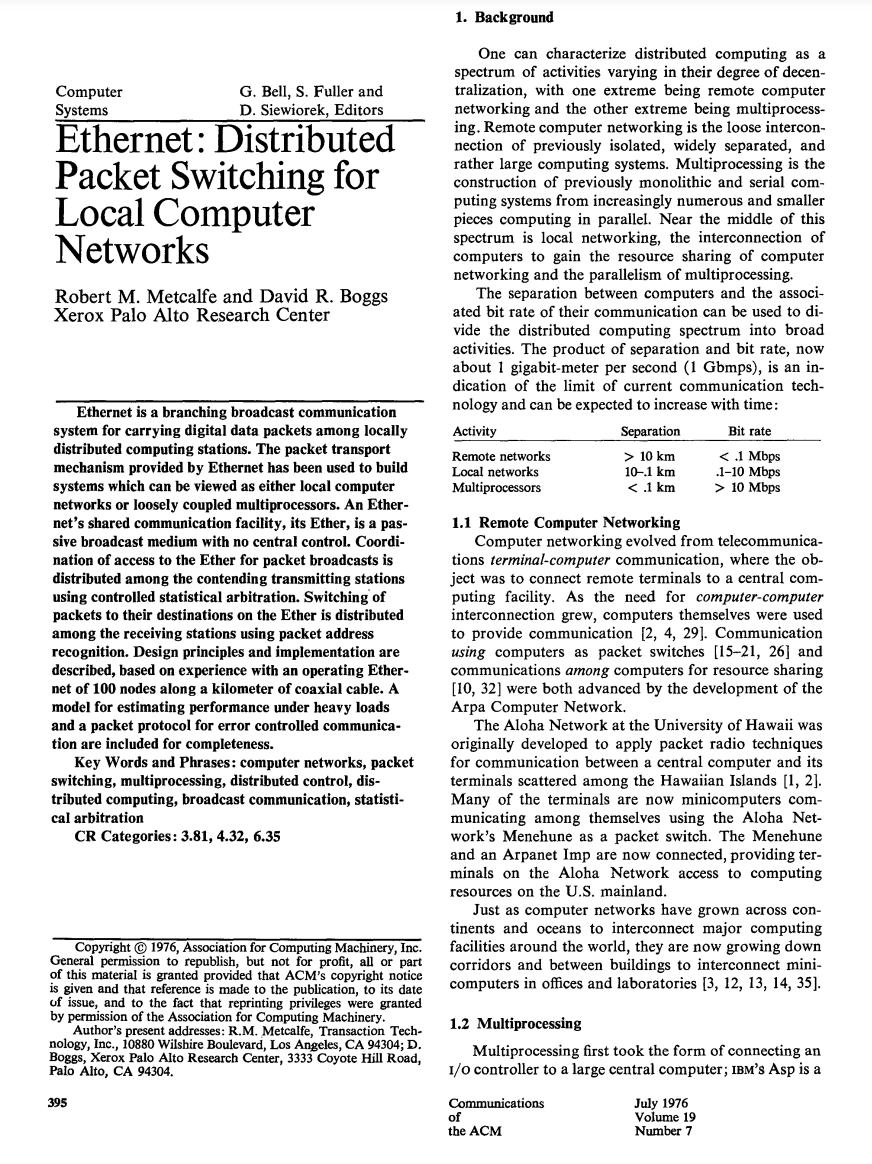 Computer G. Bell, S. Fuller and
Systems D. Siewiorek, Editors
Ethernet: Distributed
Packet Switching for
Local Computer
Networks
Robert M. Metcalfe and David R. Boggs
Xerox Palo Alto Research Center
Ethernet is a branching broadcast communication
system for carrying digital data packets among locally
distributed computing stations. The packet transport
mechanism provided by Ethernet has been used to build
systems which can be viewed as either local computer
networks or loosely coupled multiprocessors. An Ether-
net's shared communication facility, its Ether, is a pas-
sive broadcast medium with no central control. Coordi-
nation of access to the Ether for packet broadcasts is
distributed among the contending transmitting stations
using controlled statistical arbitration. Switching of
packets to their destinations on the Ether is distributed
among the receiving stations using packet address
recognition. Design principles and implementation are
described, based on experience with an operating Ether-
net of 100 nodes along a kilometer of coaxial cable. A
model for estimating performance under heavy loads
and a packet protocol for error controlled communica-
tion are included for completeness.
Key Words and Phrases: computer networks, packet
switching, multiprocessing, distributed control, dis-
tributed computing, broadcast communication, statisti-
cal arbitration
CR Categories: 3.81, 4.32, 6.35
Copyright © 1976, Association for Computing Machinery, Inc.
General permission to republish, but not for profit, all or part
of this material is granted provided that ACM's copyright notice
is given and that reference is made to the publication, to its date
of issue, and to the fact that reprinting privileges were granted
by permission of the Association for Computing Machinery.
Author's present addresses: R.M. Metcalfe, Transaction Tech-
nology, Inc., 10880 Wilshire Boulevard, Los Angeles, CA 94304; D.
Boggs, Xerox Palo Alto Research Center, 3333 Coyote Hill Road,
Palo Alto, CA 94304.
395
1. Background
One can characterize distributed computing as a
spectrum of activities varying in their degree of decen-
tralization, with one extreme being remote computer
networking and the other extreme being multiprocess-
ing. Remote computer networking is the loose intercon-
nection of previously isolated, widely separated, and
rather large computing systems. Multiprocessing is the
construction of previously monolithic and serial com-
puting systems from increasingly numerous and smaller
pieces computing in parallel. Near the middle of this
spectrum is local networking, the interconnection of
computers to gain the resource sharing of computer
networking and the parallelism of multiprocessing.
The separation between computers and the associ-
ated bit rate of their communication can be used to di-
vide the distributed computing spectrum into broad
activities. The product of separation and bit rate, now
about 1 gigabit-meter per second (1 Gbmps), is an in-
dication of the limit of current communication tech-
nology and can be expected to increase with time:
Activity Separation Bit rate
Remote networks > 10 km < .1 Mbps
Local networks 10–.1 km .1–10 Mbps
Multiprocessors < .1 km > 10 Mbps
1.1 Remote Computer Networking
Computer networking evolved from telecommunica-
tions terminal-computer communication, where the ob-
ject was to connect remote terminals to a central com-
puting facility. As the need for computer-computer
interconnection grew, computers themselves were used
to provide communication [2, 4, 29]. Communication
using computers as packet switches [15–21, 26] and
communications among computers for resource sharing
[10, 32] were both advanced by the development of the
Arpa Computer Network.
The Aloha Network at the University of Hawaii was
originally developed to apply packet radio techniques
for communication between a central computer and its
terminals scattered among the Hawaiian Islands [1, 2].
Many of the terminals are now minicomputers com-
municating among themselves using the Aloha Net-
work's Menehune as a packet switch. The Menehune
and an Arpanet Imp are now connected, providing ter-
minals on the Aloha Network access to computing
resources on the U.S. mainland.
Just as computer networks have grown across con-
tinents and oceans to interconnect major computing
facilities around the world, they are now growing down
corridors and between buildings to interconnect mini-
computers in offices and laboratories [3, 12, 13, 14, 35].
1.2 Multiprocessing
Multiprocessing first took the form of connecting an
I/O controller to a large central computer; IBM's Asp is a
Communications July 1976
of Volume 19
the ACM Number 7